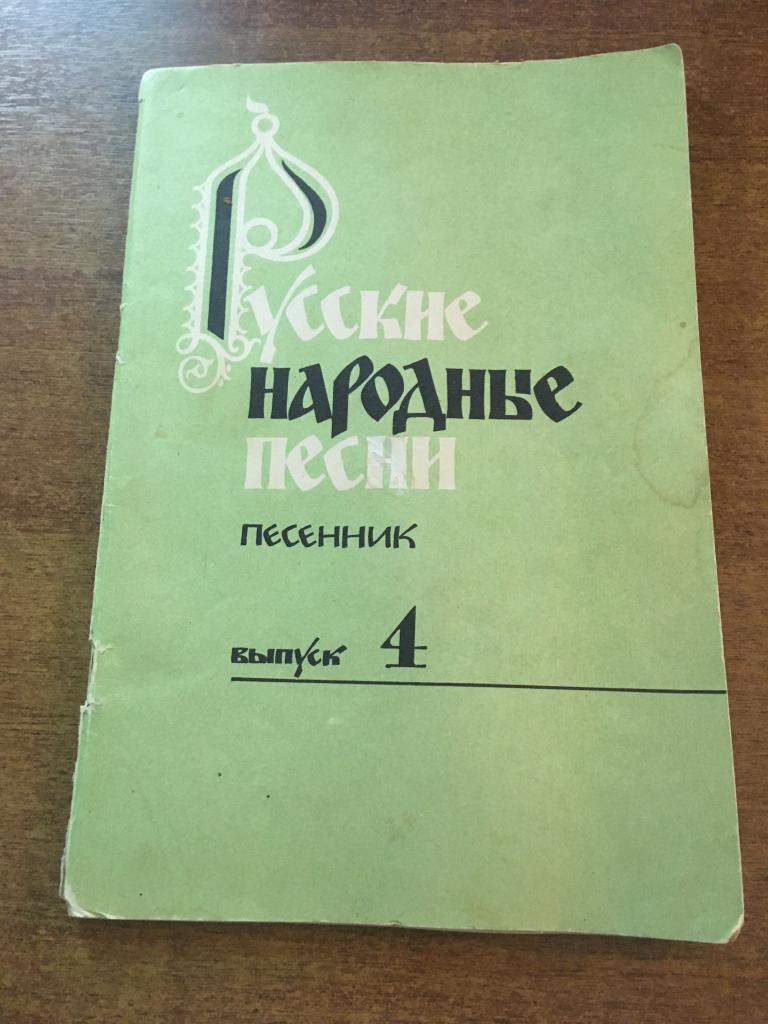 Русские
народные
песни
песенник
выпуск 4